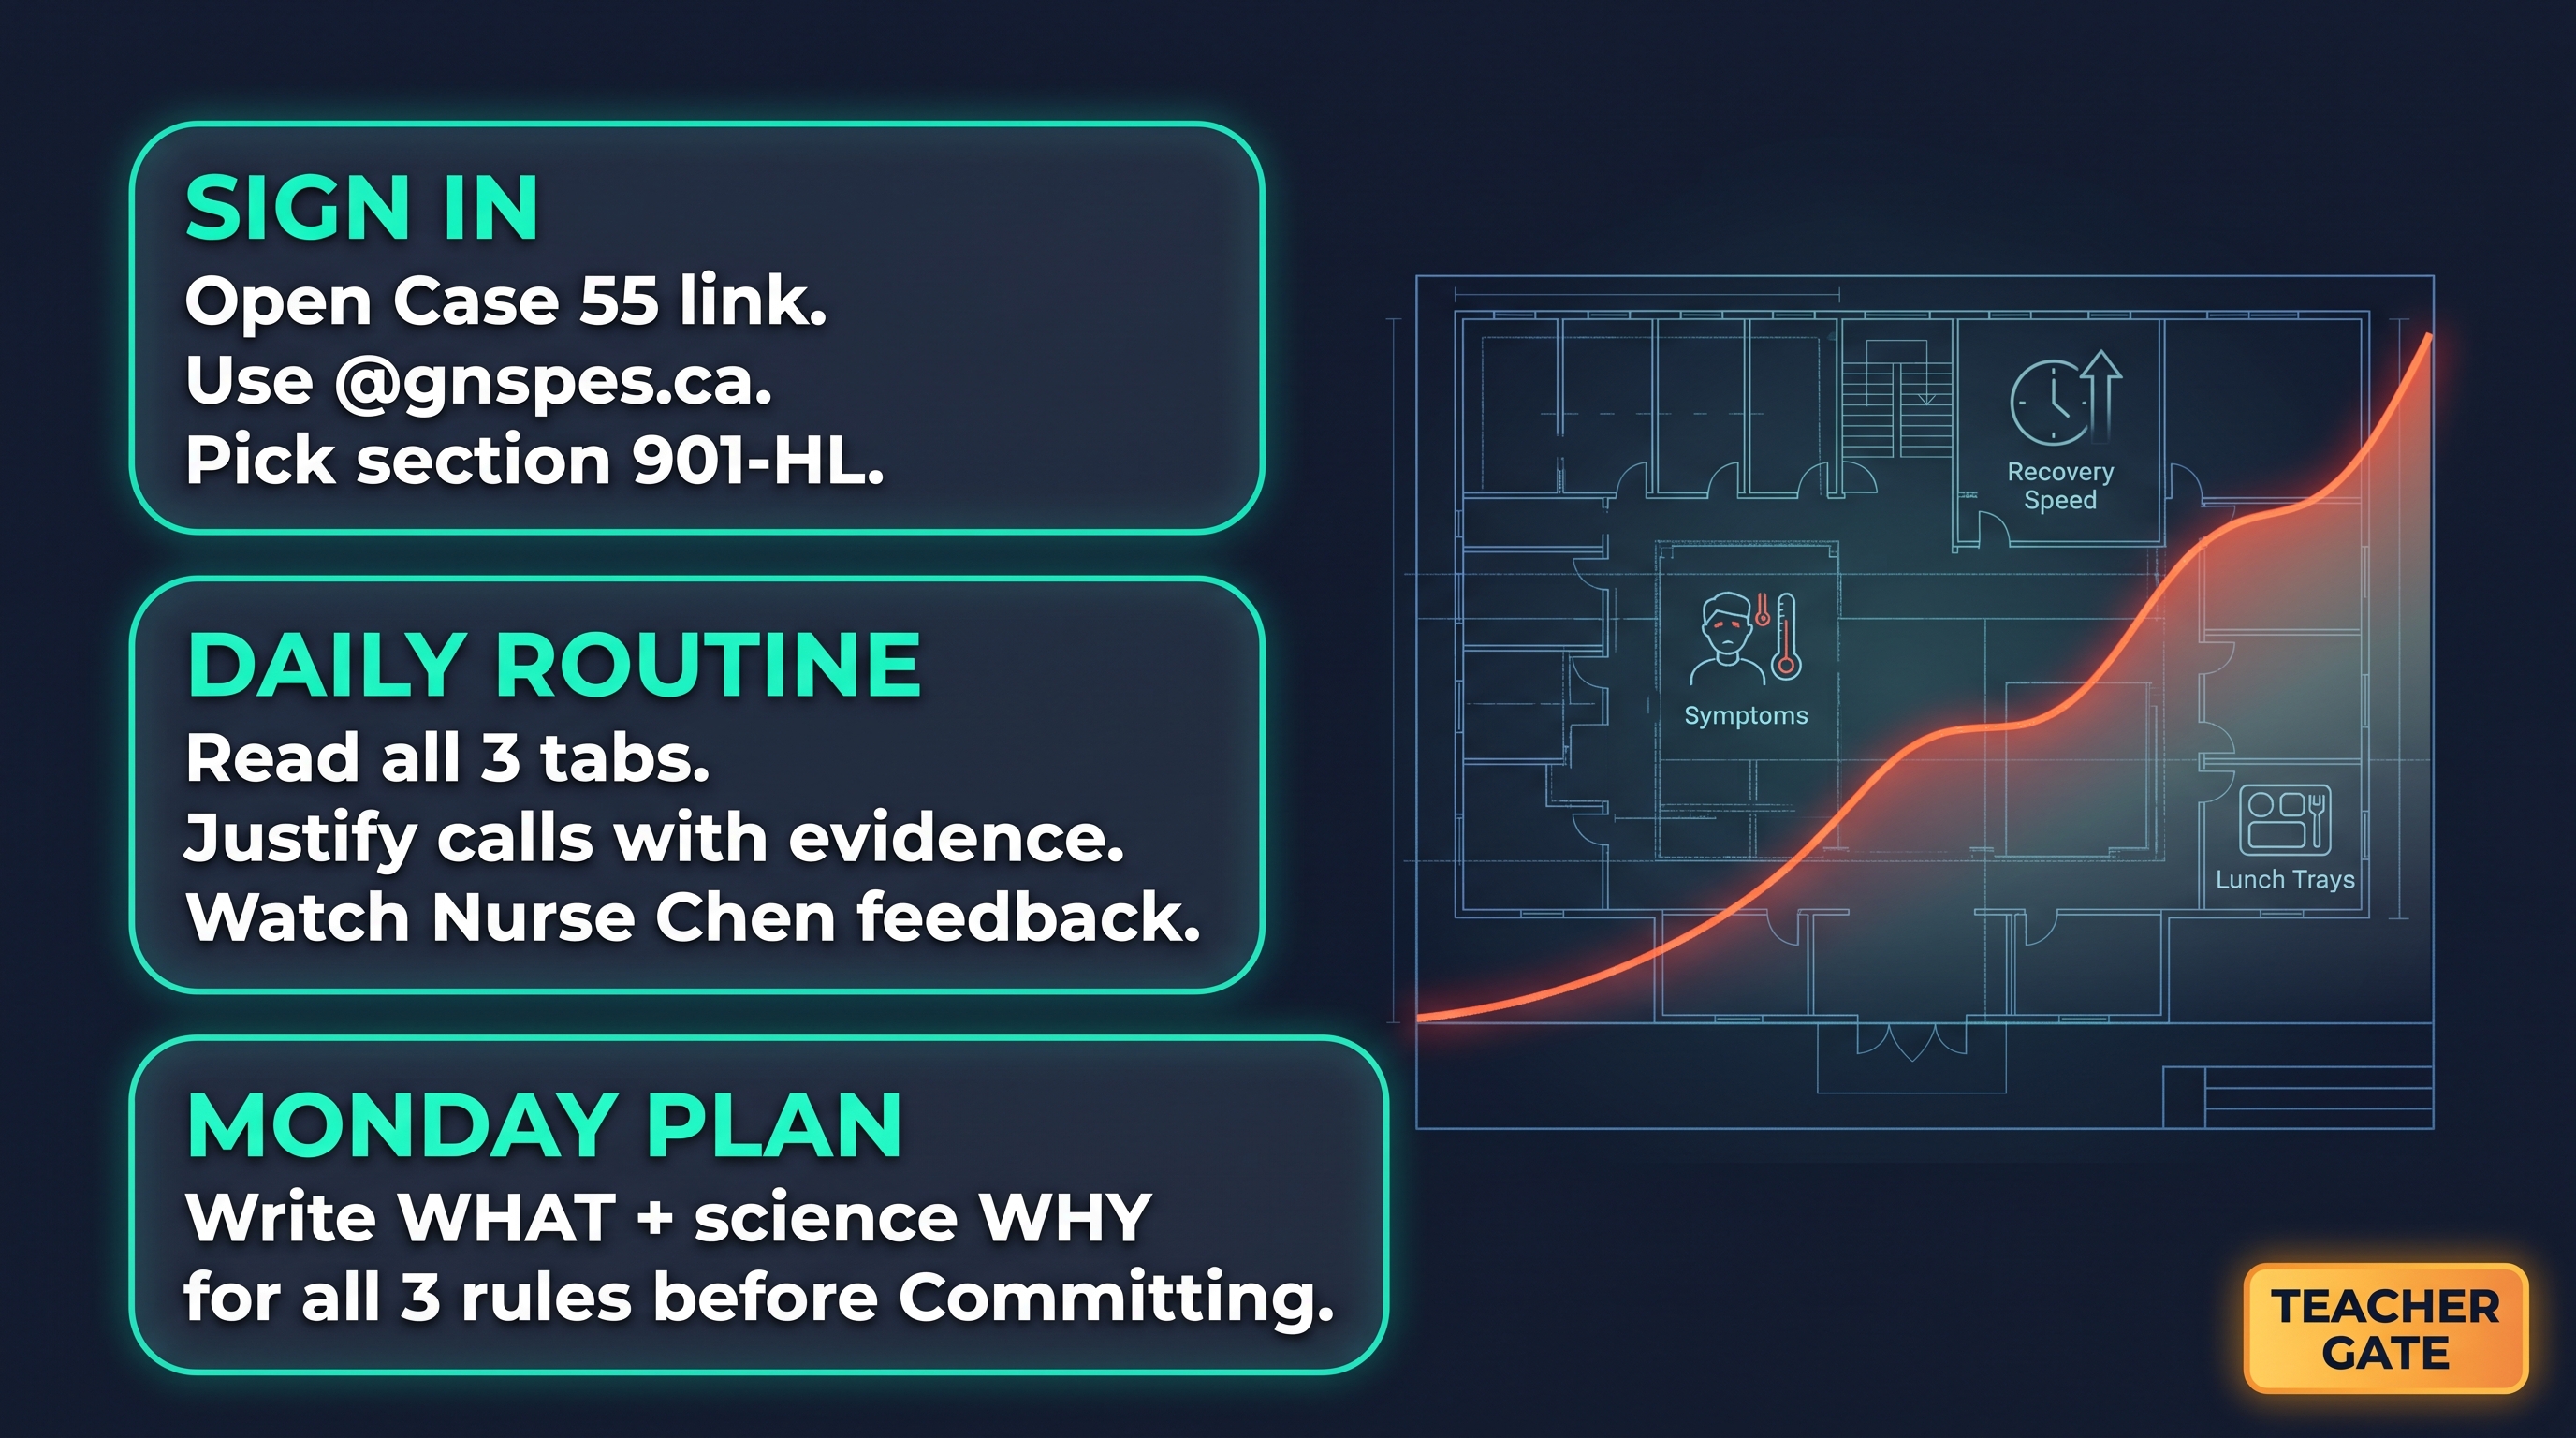 SIGN IN
Open Case 55 link.
Use @gnspes.ca.
Pick section 901-HL.
DAILY ROUTINE
Read all 3 tabs.
Justify calls with evidence.
Watch Nurse Chen feedback.
MONDAY PLAN
Write WHAT + science WHY
for all 3 rules before Committing.
Recovery
Speed
Symptoms
Lunch Trays
TEACHER
GATE